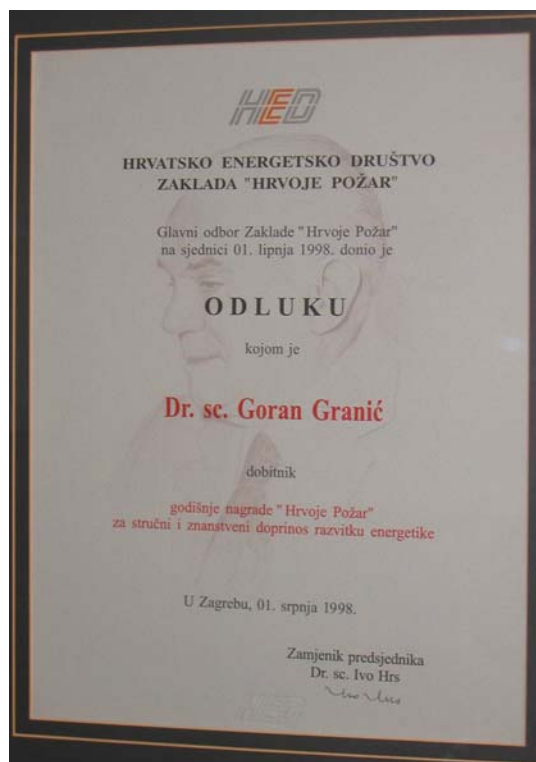 HED
HRVATSKO ENERGETSKO DRUŠTVO
ZAKLADA "HRVOJE POŽAR"
Glavni odbor Zaklade "Hrvoje Požar"
na sjednici 01. lipnja 1998. donio je
ODLUKU
kojom je
Dr. sc. Goran Granić
dobitnik
godišnje nagrade "Hrvoje Požar"
za stručni i znanstveni doprinos razvitku energetike
U Zagrebu, 01. srpnja 1998.
Zamjenik predsjednika
Dr. sc. Ivo Hrs